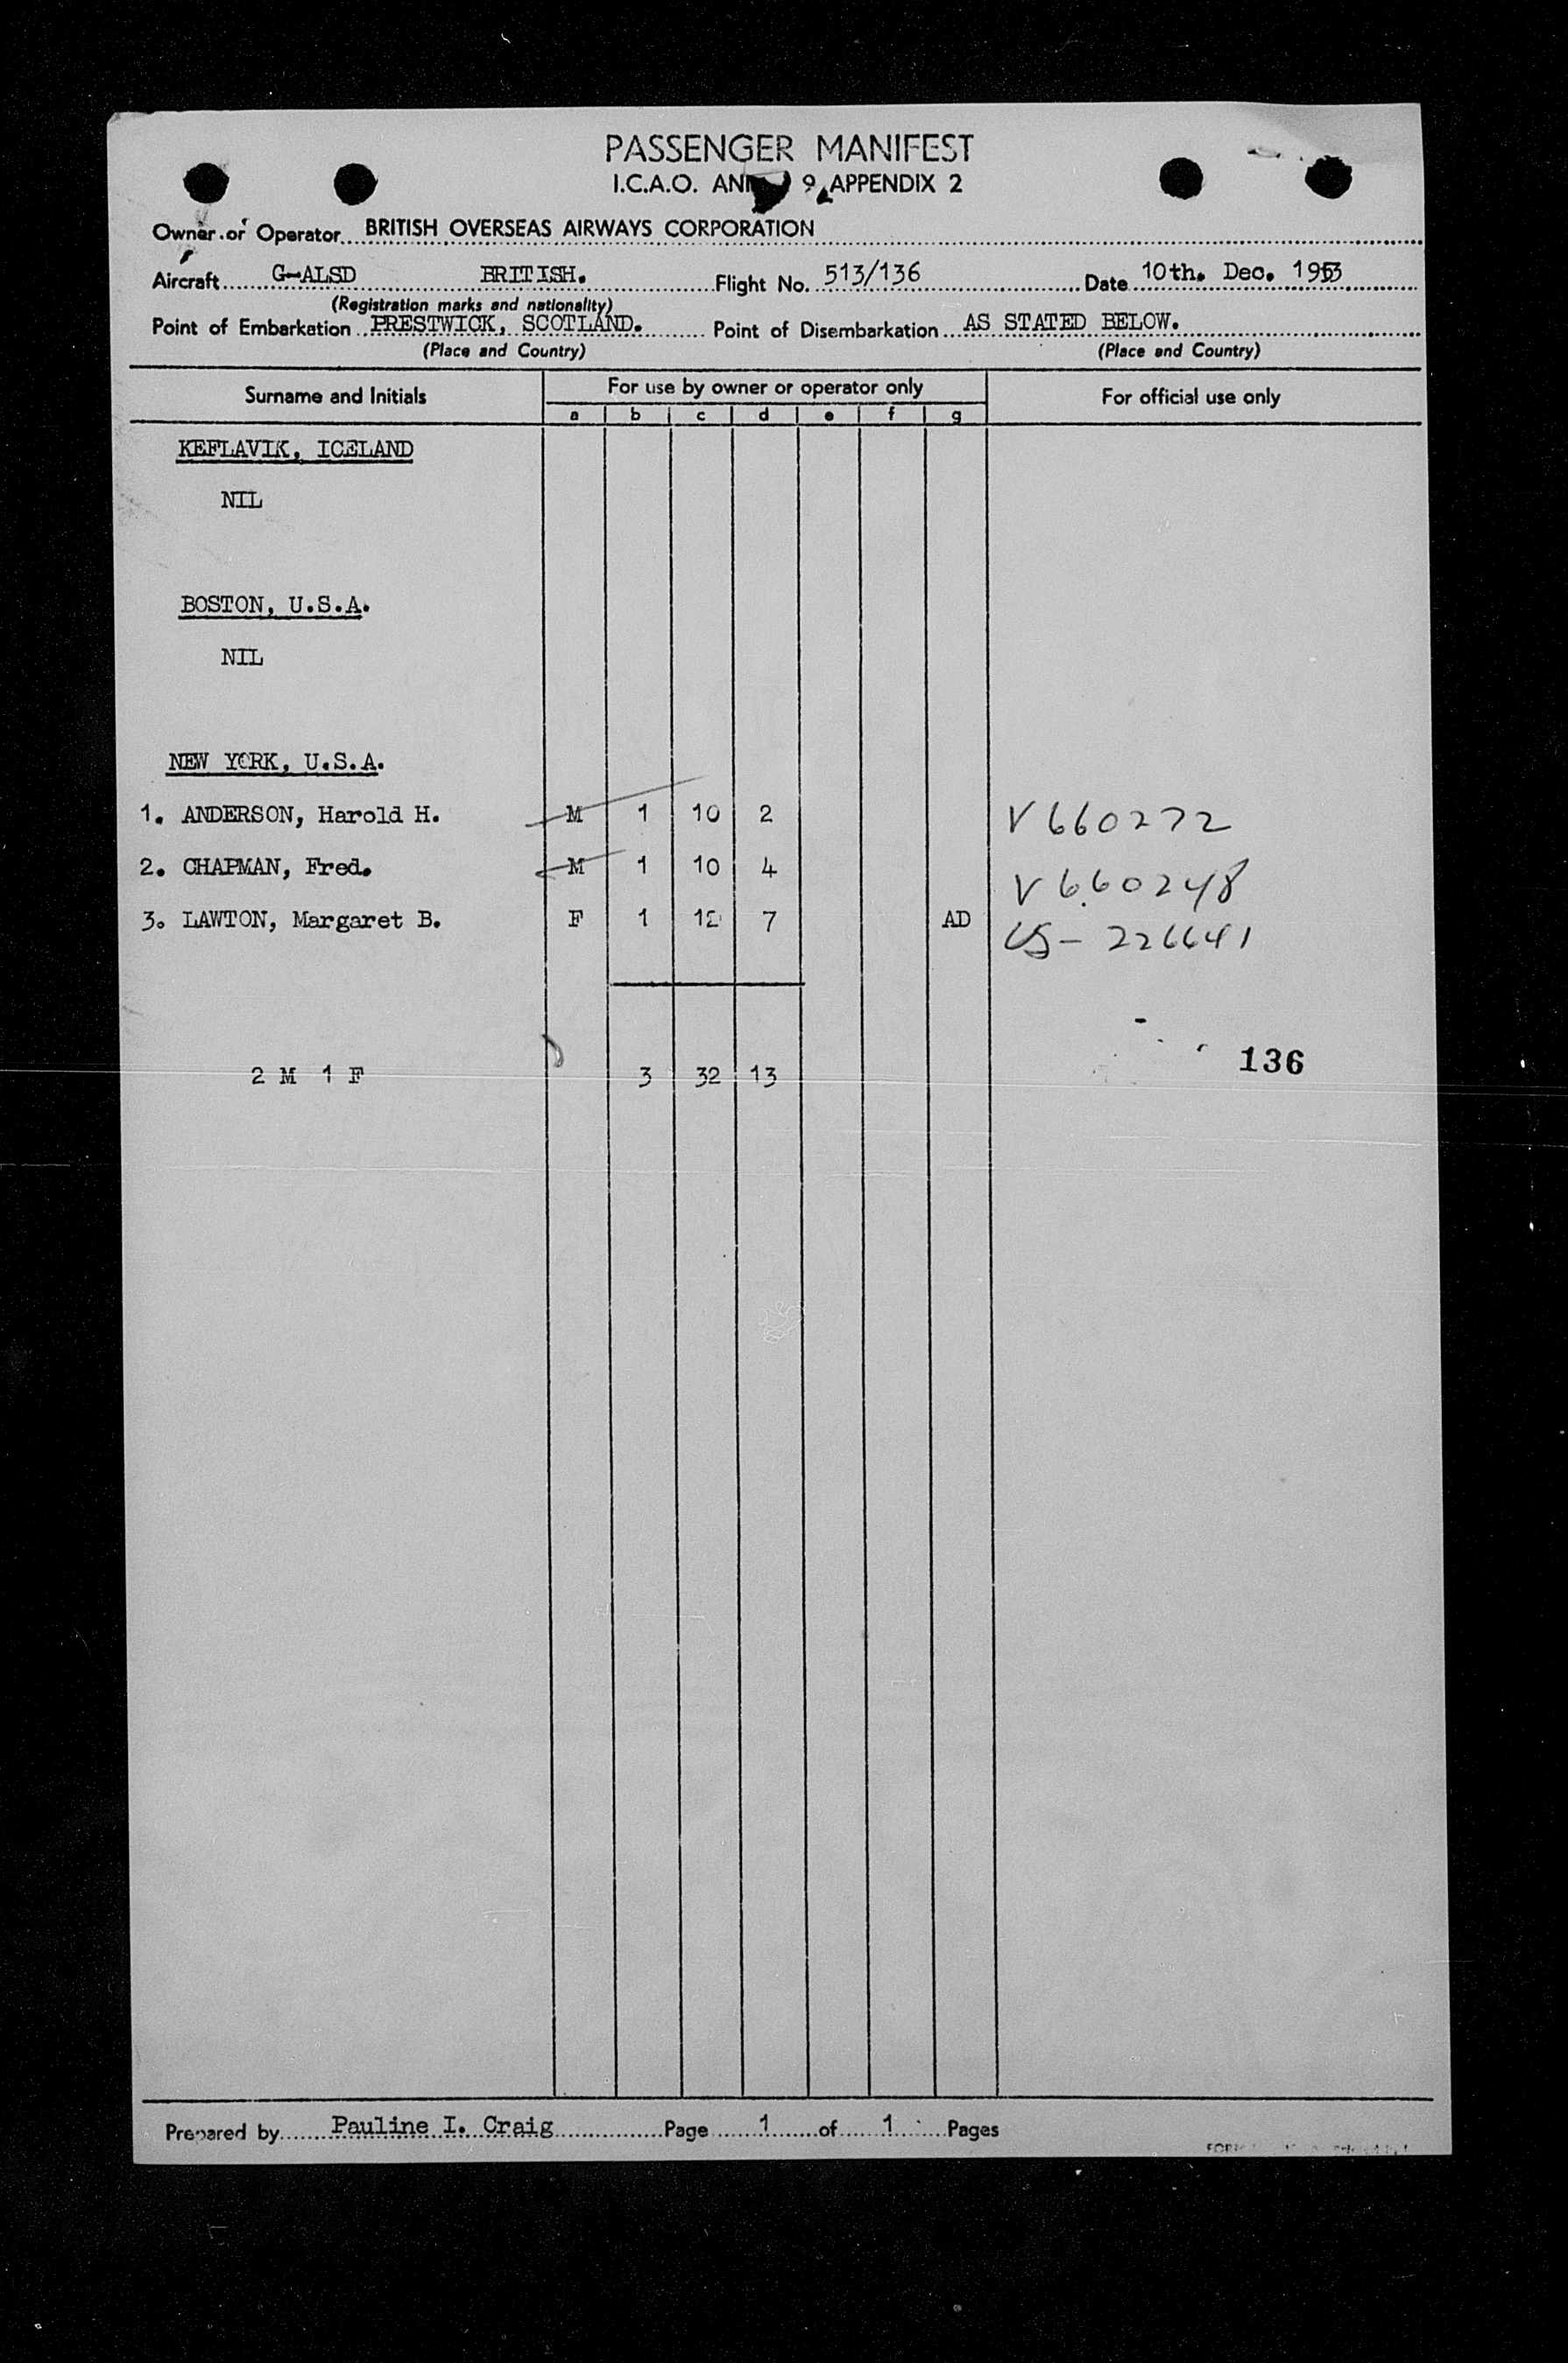 PASSENGER MANIFEST
I.C.A.O. 9, APPENDIX 2
Owner or Operator BRITISH OVERSEAS AIRWAYS CORPORATION
Aircraft G-ALSD BRITISH. Flight No. 513/136 Date 10th. Dec. 1953
(Registration marks and nationality)
Point of Embarkation PRESTWICK, SCOTLAND. Point of Disembarkation AS STATED BELOW.
(Place and Country) (Place and Country)
Surname and Initials For use by owner or operator only For official use only
a b c d e f g
KEFLAVIK, ICELAND
NIL
BOSTON, U.S.A.
NIL
NEW YORK, U.S.A.
1. ANDERSON, Harold H. M 1 10 2 V 660272
2. CHAPMAN, Fred. M 1 10 4 V 660248
3. LAWTON, Margaret B. F 1 12 7 AD US - 226641
136
2 M 1 F 3 32 13
Prepared by Pauline I. Craig Page 1 of 1 Pages